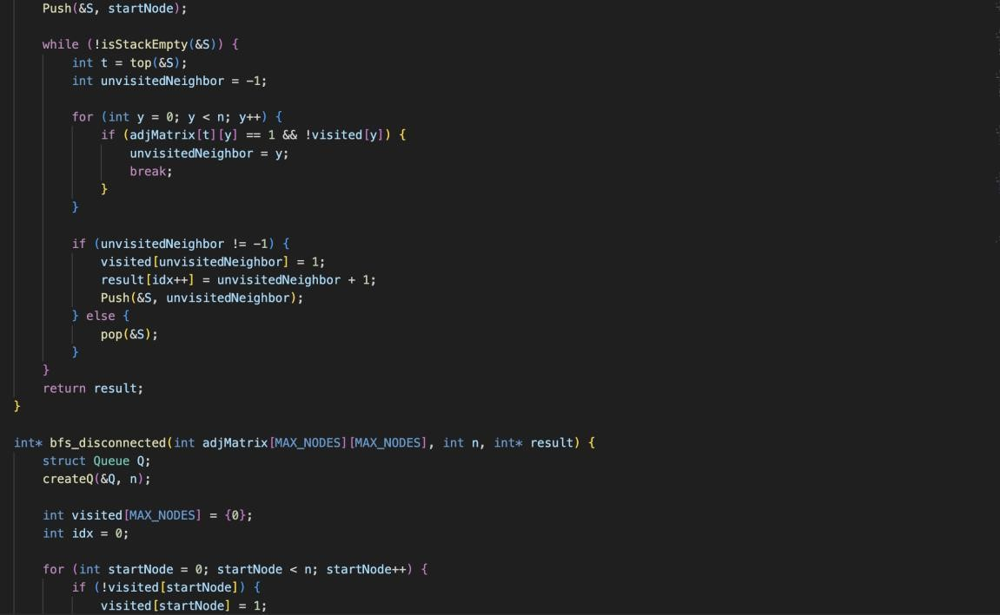 Push(&S, startNode);
while (!isStackEmpty(&S)) {
int t = top(&S);
int unvisitedNeighbor = -1;
for (int y = 0; y < n; y++) {
if (adjMatrix[t][y] == 1 && !visited[y]) {
unvisitedNeighbor = y;
break;
}
}
if (unvisitedNeighbor != -1) {
visited[unvisitedNeighbor] = 1;
result[idx++] = unvisitedNeighbor + 1;
Push(&S, unvisitedNeighbor);
} else {
pop(&S);
}
}
return result;
}
int* bfs_disconnected(int adjMatrix[MAX_NODES][MAX_NODES], int n, int* result) {
struct Queue Q;
createQ(&Q, n);
int visited[MAX_NODES] = {0};
int idx = 0;
for (int startNode = 0; startNode < n; startNode++) {
if (!visited[startNode]) {
visited[startNode] = 1;